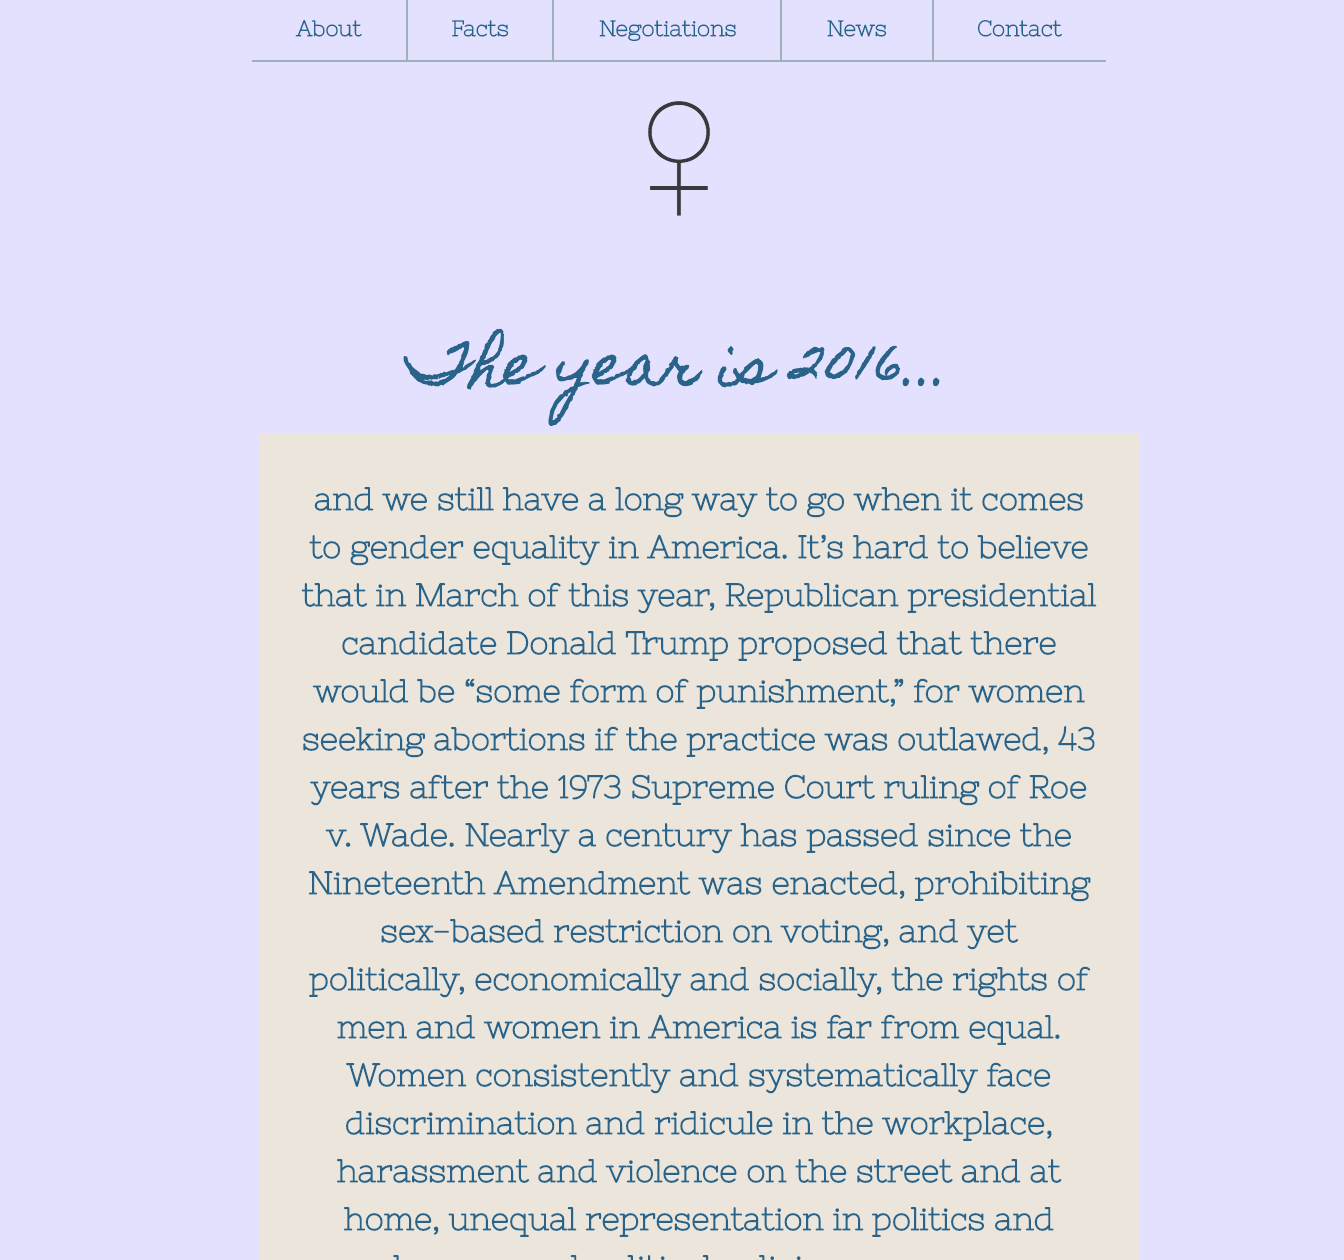 About
Facts
Negotiations
News
Contact
The year is 2016...
and we still have a long way to go when it comes
to gender equality in America. It’s hard to believe
that in March of this year, Republican presidential
candidate Donald Trump proposed that there
would be “some form of punishment,” for women
seeking abortions if the practice was outlawed, 43
years after the 1973 Supreme Court ruling of Roe
v. Wade. Nearly a century has passed since the
Nineteenth Amendment was enacted, prohibiting
sex–based restriction on voting, and yet
politically, economically and socially, the rights of
men and women in America is far from equal.
Women consistently and systematically face
discrimination and ridicule in the workplace,
harassment and violence on the street and at
home, unequal representation in politics and